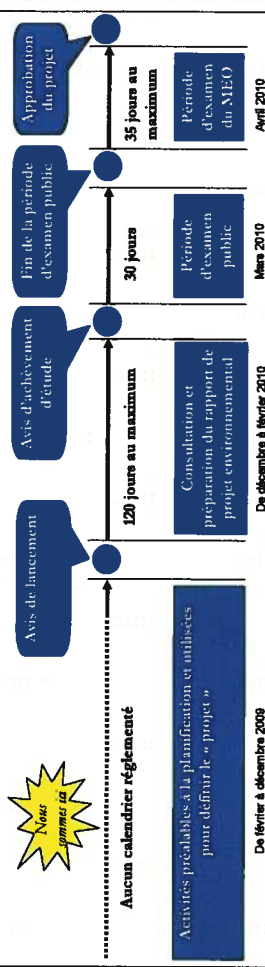 Nous
sommes ici
Avis de lancement
Avis d'achèvement
d'étude
Fin de la période
d'examen public
Approbation
du projet
Aucun calendrier réglementé
120 jours au maximum
30 jours
35 jours au
maximum
Activités préalables à la planification et utilisées
pour définir le « projet »
Consultation et
préparation du rapport de
projet environnemental
Période
d'examen
public
Période
d'examen
du MEO
De février à décembre 2009
De décembre à février 2010
Mars 2010
Avril 2010